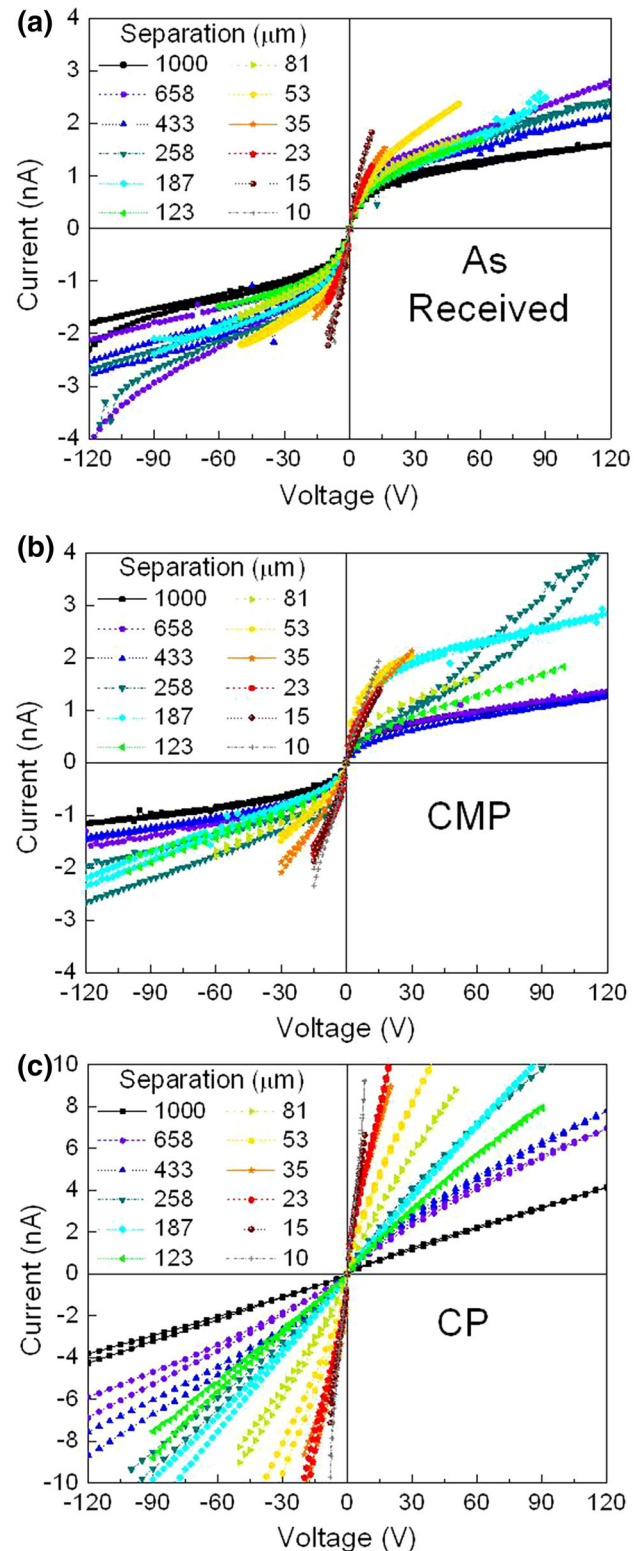 (a)
4
3
2
1
0
-1
-2
-3
-4
Current (nA)
Separation (μm)
1000 81
658 53
433 35
258 23
187 15
123 10
As
Received
-120 -90 -60 -30 0 30 60 90 120
Voltage (V)
(b)
4
3
2
1
0
-1
-2
-3
-4
Current (nA)
Separation (μm)
1000 81
658 53
433 35
258 23
187 15
123 10
CMP
-120 -90 -60 -30 0 30 60 90 120
Voltage (V)
(c)
10
8
6
4
2
0
-2
-4
-6
-8
-10
Current (nA)
Separation (μm)
1000 81
658 53
433 35
258 23
187 15
123 10
CP
-120 -90 -60 -30 0 30 60 90 120
Voltage (V)